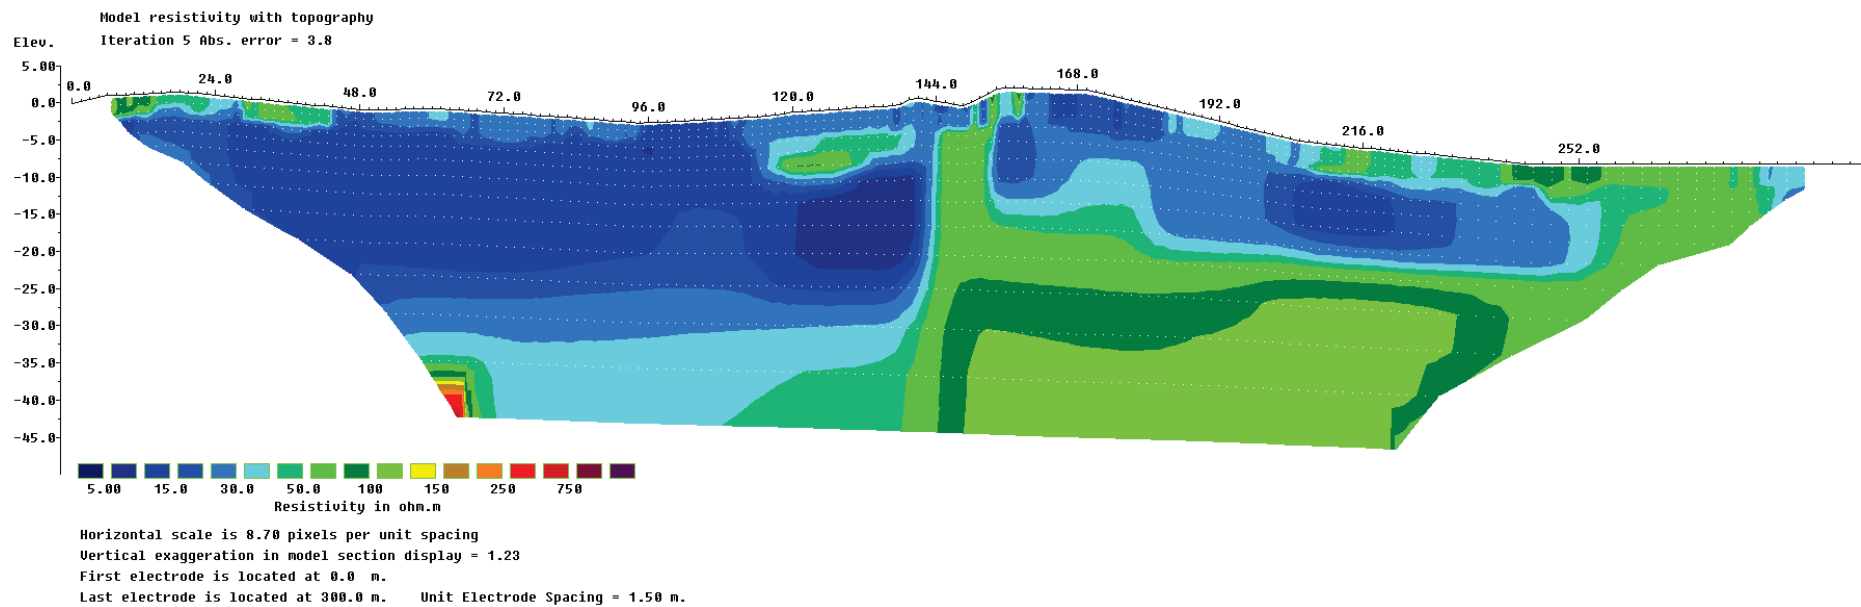 Model resistivity with topography
Iteration 5 Abs. error = 3.8
Elev.
5.00
0.0
-5.0
-10.0
-15.0
-20.0
-25.0
-30.0
-35.0
-40.0
-45.0
0.0 24.0 48.0 72.0 96.0 120.0 144.0 168.0 192.0 216.0 252.0
5.00 15.0 30.0 50.0 100 150 250 750
Resistivity in ohm.m
Horizontal scale is 8.70 pixels per unit spacing
Vertical exaggeration in model section display = 1.23
First electrode is located at 0.0 m.
Last electrode is located at 300.0 m. Unit Electrode Spacing = 1.50 m.